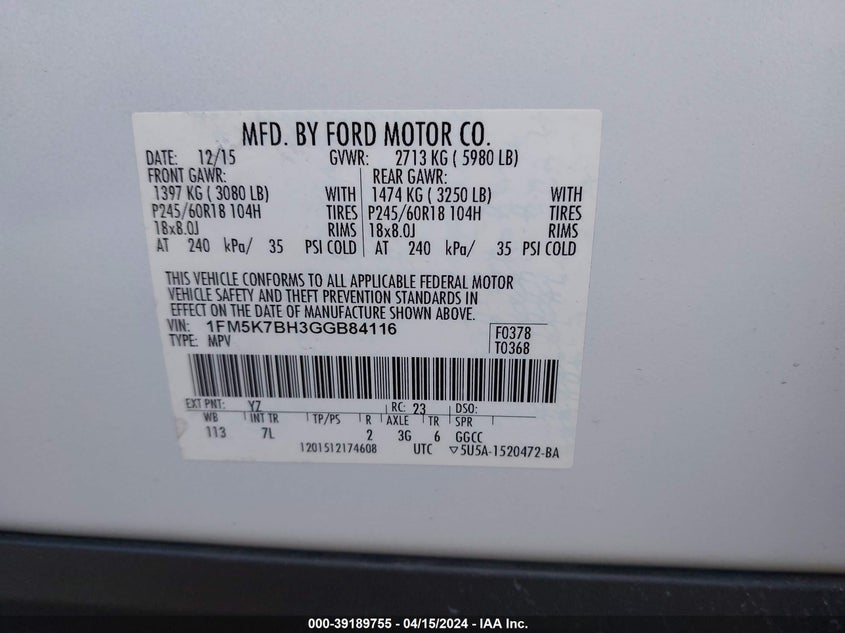 MFD. BY FORD MOTOR CO.
DATE: 12/15 GVWR: 2713 KG ( 5980 LB)
FRONT GAWR: REAR GAWR:
1397 KG ( 3080 LB) WITH 1474 KG ( 3250 LB) WITH
P245/60R18 104H TIRES P245/60R18 104H TIRES
18x8.0J RIMS 18x8.0J RIMS
AT 240 kPa/ 35 PSI COLD AT 240 kPa/ 35 PSI COLD
THIS VEHICLE CONFORMS TO ALL APPLICABLE FEDERAL MOTOR
VEHICLE SAFETY AND THEFT PREVENTION STANDARDS IN
EFFECT ON THE DATE OF MANUFACTURE SHOWN ABOVE.
VIN: 1FM5K7BH3GGB84116 F0378
TYPE: MPV T0368
EXT PNT: YZ RC: 23 DSO:
WB INT TR TP/PS R AXLE TR SPR
113 7L 2 3G 6 GGCC
1201512174608 UTC ▽5U5A-1520472-BA
000-39189755 - 04/15/2024 - IAA Inc.